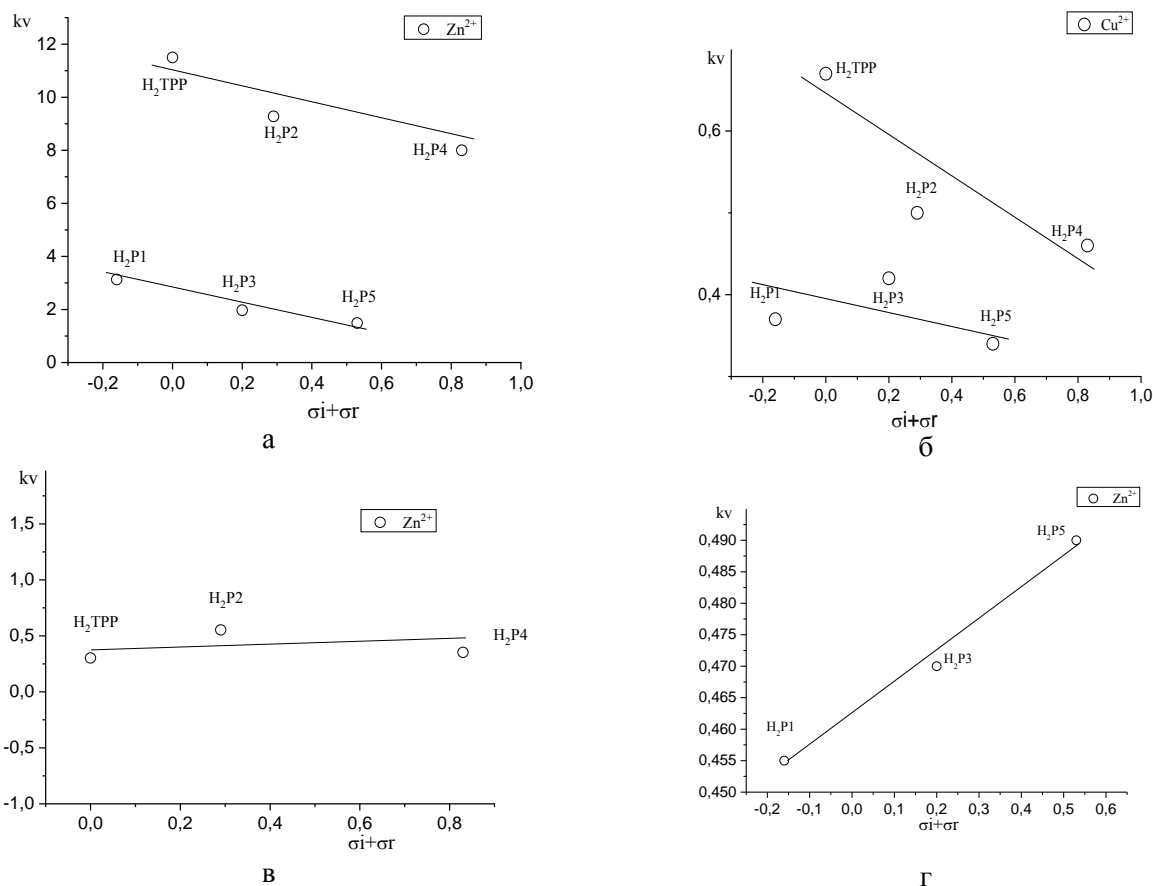 kv
Zn²⁺
12
10
8
6
4
2
0
H₂TPP
H₂P2
H₂P4
H₂P1
H₂P3
H₂P5
-0,2 0,0 0,2 0,4 0,6 0,8 1,0
σi+σr
а
kv
Cu²⁺
0,6
0,4
H₂TPP
H₂P2
H₂P4
H₂P1
H₂P3
H₂P5
-0,2 0,0 0,2 0,4 0,6 0,8 1,0
σi+σr
б
kv
Zn²⁺
1,5
1,0
0,5
0,0
-0,5
-1,0
H₂TPP
H₂P2
H₂P4
0,0 0,2 0,4 0,6 0,8
σi+σr
в
kv
Zn²⁺
0,490
0,485
0,480
0,475
0,470
0,465
0,460
0,455
0,450
H₂P5
H₂P3
H₂P1
-0,2 -0,1 0,0 0,1 0,2 0,3 0,4 0,5 0,6
σi+σr
г